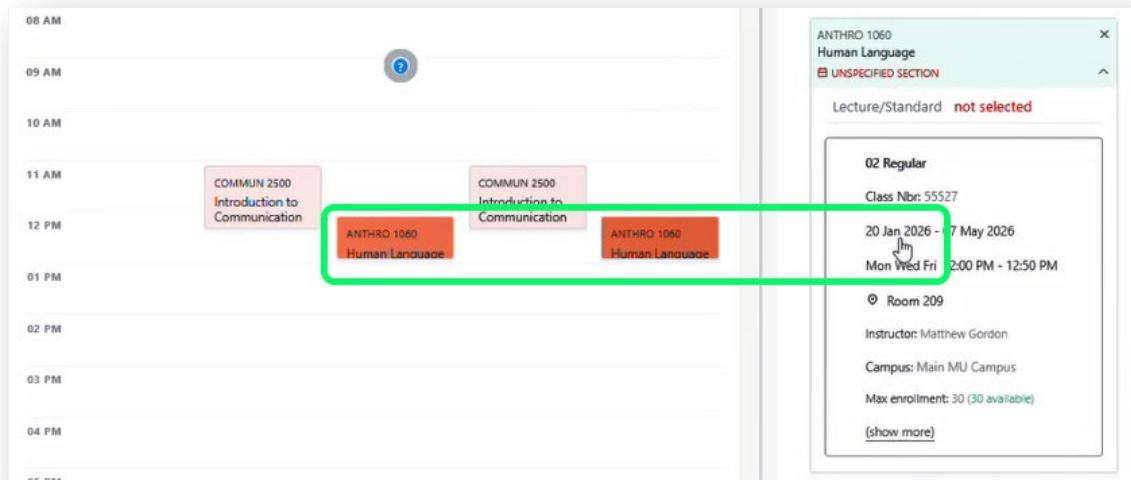 08 AM
09 AM
10 AM
11 AM
12 PM
01 PM
02 PM
03 PM
04 PM
?
COMMUN 2500
Introduction to
Communication
ANTHRO 1060
Human Language
COMMUN 2500
Introduction to
Communication
ANTHRO 1060
Human Language
ANTHRO 1060
Human Language
UNSPECIFIED SECTION
Lecture/Standard not selected
02 Regular
Class Nbr: 55527
20 Jan 2026 - 7 May 2026
Mon Wed Fri 2:00 PM - 12:50 PM
Room 209
Instructor: Matthew Gordon
Campus: Main MU Campus
Max enrollment: 30 (30 available)
(show more)